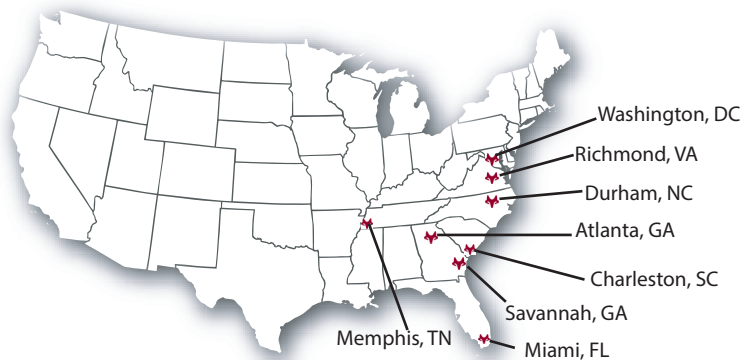 Washington, DC
Richmond, VA
Durham, NC
Atlanta, GA
Charleston, SC
Savannah, GA
Memphis, TN
Miami, FL